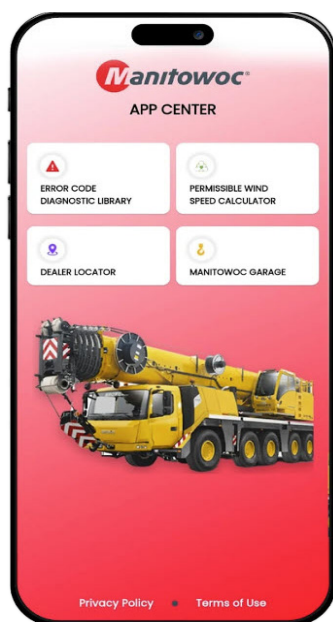 Manitowoc®
APP CENTER
ERROR CODE
DIAGNOSTIC LIBRARY
PERMISSIBLE WIND
SPEED CALCULATOR
DEALER LOCATOR
MANITOWOC GARAGE
Privacy Policy • Terms of Use